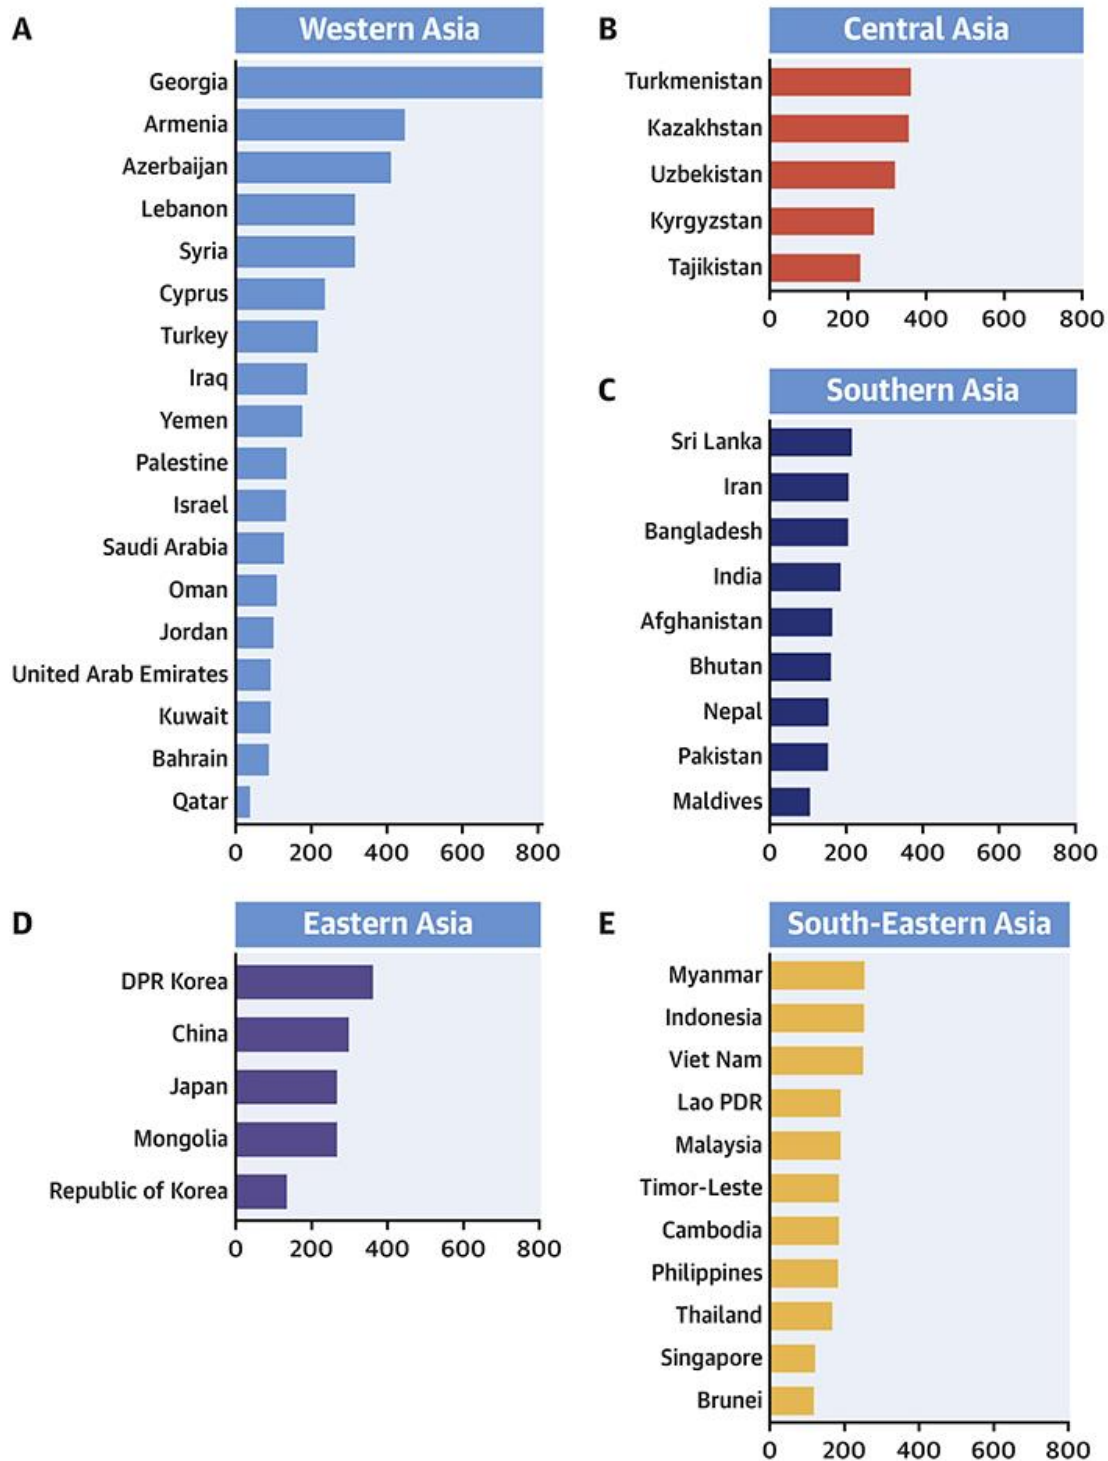 A
Western Asia
Georgia
Armenia
Azerbaijan
Lebanon
Syria
Cyprus
Turkey
Iraq
Yemen
Palestine
Israel
Saudi Arabia
Oman
Jordan
United Arab Emirates
Kuwait
Bahrain
Qatar
0 200 400 600 800
B
Central Asia
Turkmenistan
Kazakhstan
Uzbekistan
Kyrgyzstan
Tajikistan
0 200 400 600 800
C
Southern Asia
Sri Lanka
Iran
Bangladesh
India
Afghanistan
Bhutan
Nepal
Pakistan
Maldives
0 200 400 600 800
D
Eastern Asia
DPR Korea
China
Japan
Mongolia
Republic of Korea
0 200 400 600 800
E
South-Eastern Asia
Myanmar
Indonesia
Viet Nam
Lao PDR
Malaysia
Timor-Leste
Cambodia
Philippines
Thailand
Singapore
Brunei
0 200 400 600 800